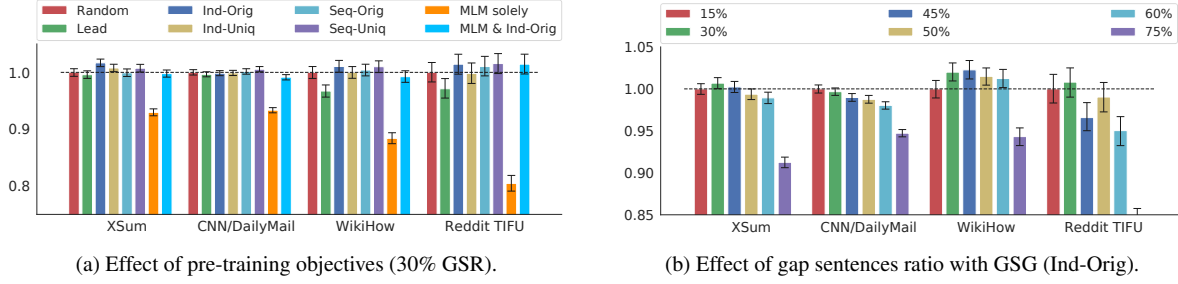 Random Ind-Orig Seq-Orig MLM solely
Lead Ind-Uniq Seq-Uniq MLM & Ind-Orig
1.0
0.9
0.8
XSum CNN/DailyMail WikiHow Reddit TIFU
(a) Effect of pre-training objectives (30% GSR).
15% 45% 60%
30% 50% 75%
1.05
1.00
0.95
0.90
0.85
XSum CNN/DailyMail WikiHow Reddit TIFU
(b) Effect of gap sentences ratio with GSG (Ind-Orig).